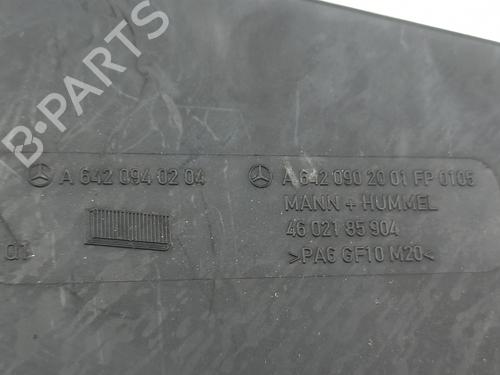 B-PARTS
A 642 094 02 04
A 642 090 20 01 FP 0105
MANN + HUMMEL
46 021 85 904
>PA6 GF10 M20<
01